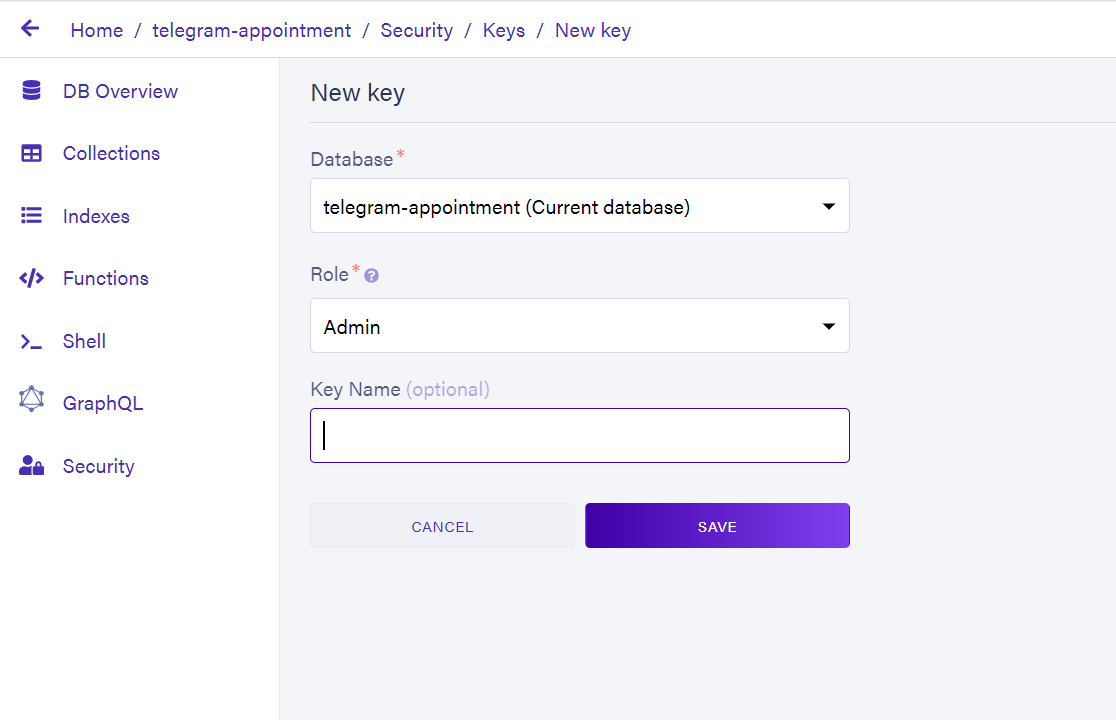 Home / telegram-appointment / Security / Keys / New key
DB Overview
Collections
Indexes
Functions
Shell
GraphQL
Security
New key
Database*
telegram-appointment (Current database)
Role* ?
Admin
Key Name (optional)
CANCEL
SAVE